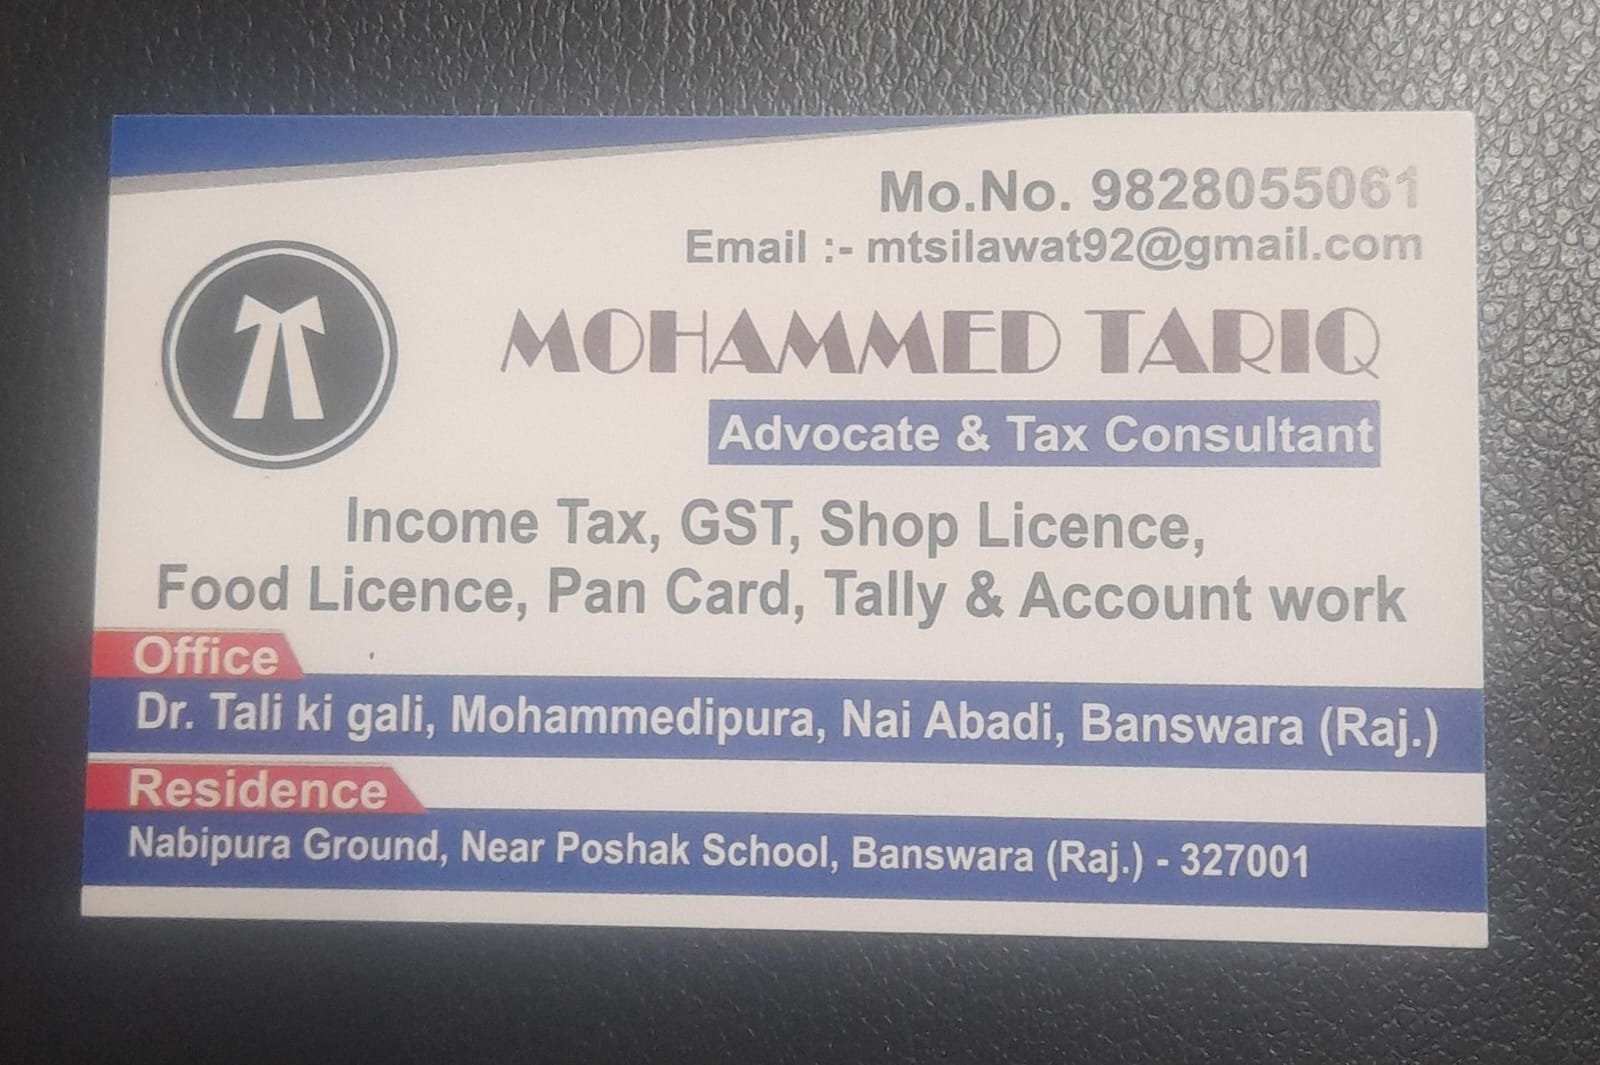 Mo.No. 9828055061
Email :- mtsilawat92@gmail.com
MOHAMMED TARIQ
Advocate & Tax Consultant
Income Tax, GST, Shop Licence,
Food Licence, Pan Card, Tally & Account work
Office
Dr. Tali ki gali, Mohammedipura, Nai Abadi, Banswara (Raj.)
Residence
Nabipura Ground, Near Poshak School, Banswara (Raj.) - 327001